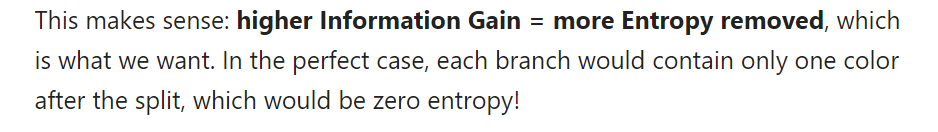 This makes sense: higher Information Gain = more Entropy removed, which
is what we want. In the perfect case, each branch would contain only one color
after the split, which would be zero entropy!